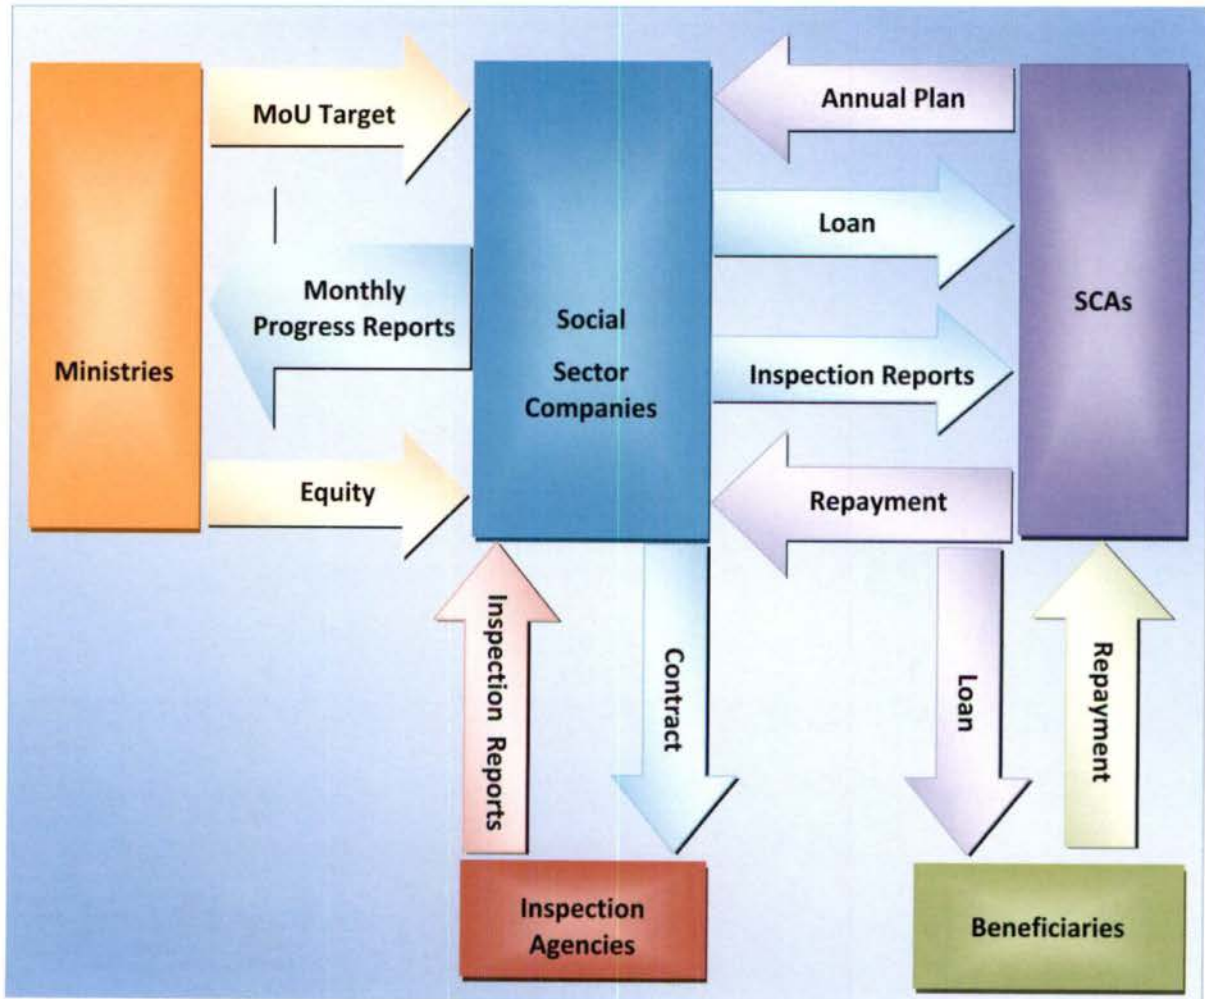 MoU Target
Annual Plan
Loan
Monthly
Progress Reports
Social
Sector
Companies
SCAs
Ministries
Inspection Reports
Equity
Repayment
Inspection Reports
Contract
Loan
Repayment
Inspection
Agencies
Beneficiaries